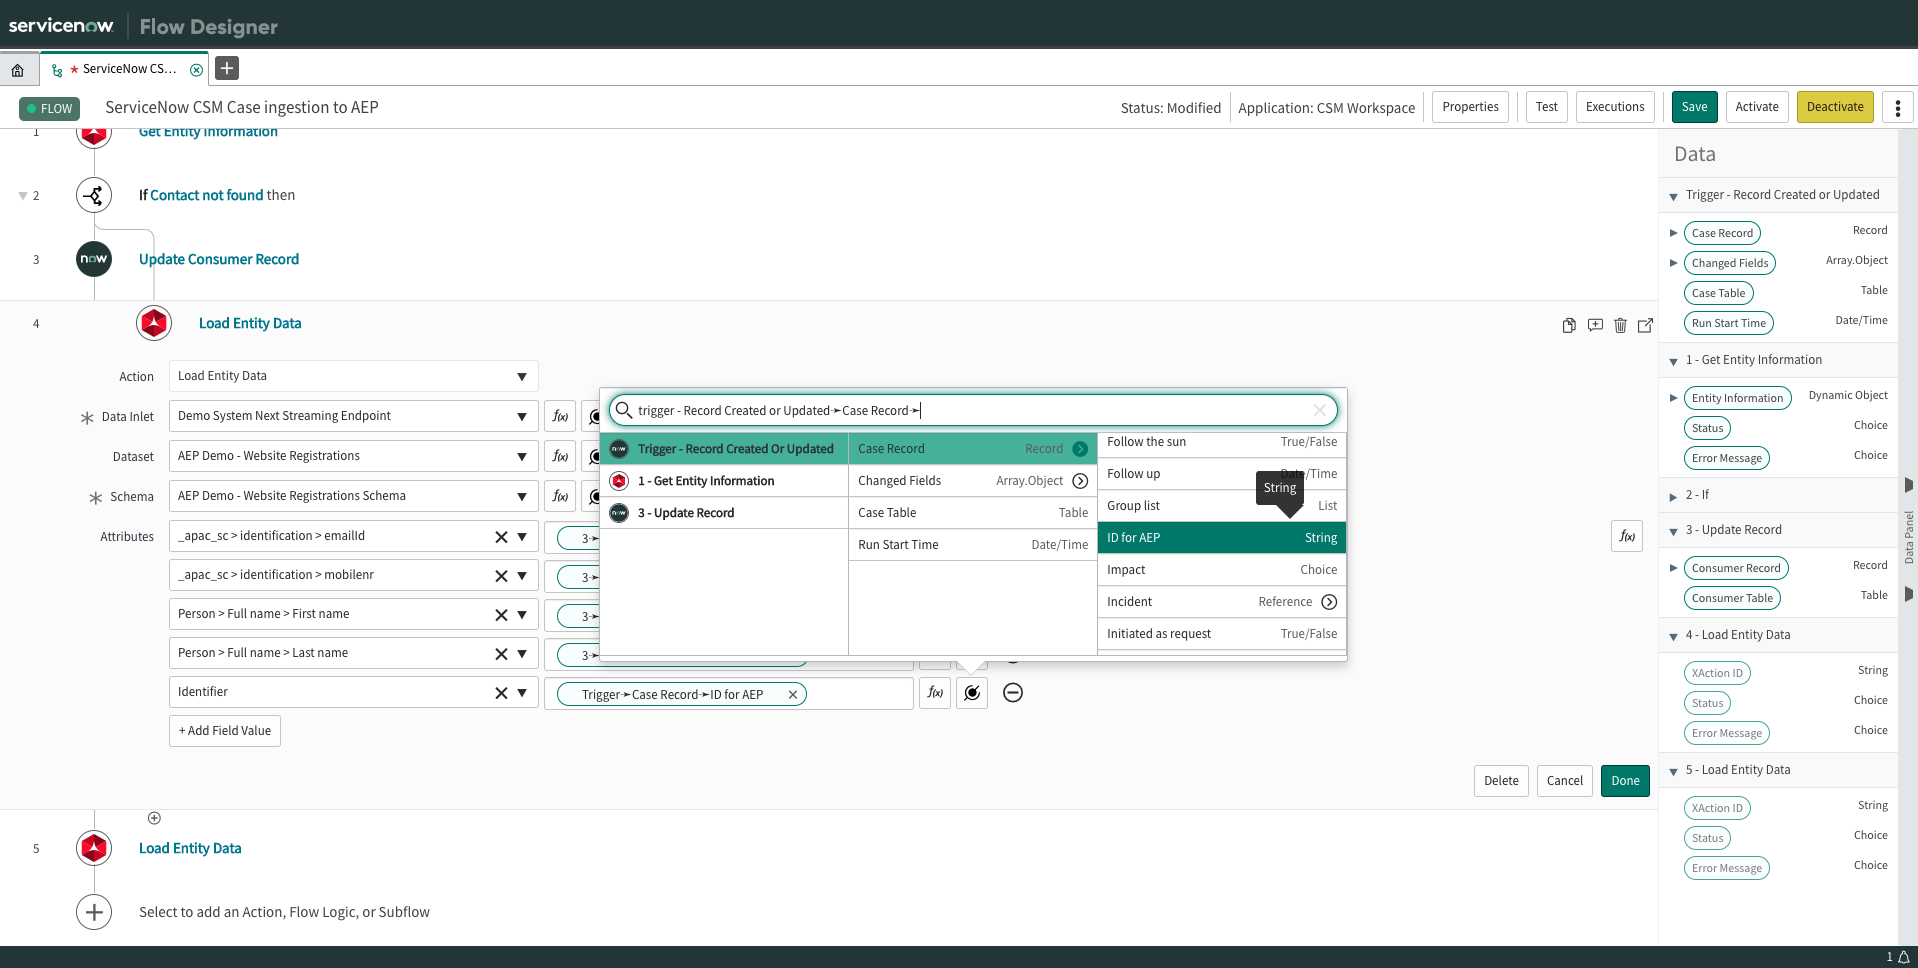 servicenow Flow Designer
ServiceNow CS...
FLOW ServiceNow CSM Case ingestion to AEP Status: Modified Application: CSM Workspace Properties Test Executions Save Activate Deactivate
1 Get Entity Information
2 If Contact not found then
3 now Update Consumer Record
4 Load Entity Data
Action Load Entity Data
Data Inlet Demo System Next Streaming Endpoint f(x)
Dataset AEP Demo - Website Registrations f(x)
Schema AEP Demo - Website Registrations Schema f(x)
Attributes _apac_sc > identification > emailId 3➛ f(x)
_apac_sc > identification > mobilenr 3➛
Person > Full name > First name 3➛
Person > Full name > Last name 3➛
Identifier Trigger➛Case Record➛ID for AEP f(x)
+ Add Field Value
Delete Cancel Done
5 Load Entity Data
Select to add an Action, Flow Logic, or Subflow
trigger - Record Created or Updated➛Case Record➛
now Trigger - Record Created Or Updated
1 - Get Entity Information
now 3 - Update Record
Case Record Record
Changed Fields Array.Object
Case Table Table
Run Start Time Date/Time
Follow the sun True/False
Follow up Date/Time
String
Group list List
ID for AEP String
Impact Choice
Incident Reference
Initiated as request True/False
Data
Trigger - Record Created or Updated
Case Record Record
Changed Fields Array.Object
Case Table Table
Run Start Time Date/Time
1 - Get Entity Information
Entity Information Dynamic Object
Status Choice
Error Message Choice
2 - If
3 - Update Record
Consumer Record Record
Consumer Table Table
4 - Load Entity Data
XAction ID String
Status Choice
Error Message Choice
5 - Load Entity Data
XAction ID String
Status Choice
Error Message Choice
Data Panel
1